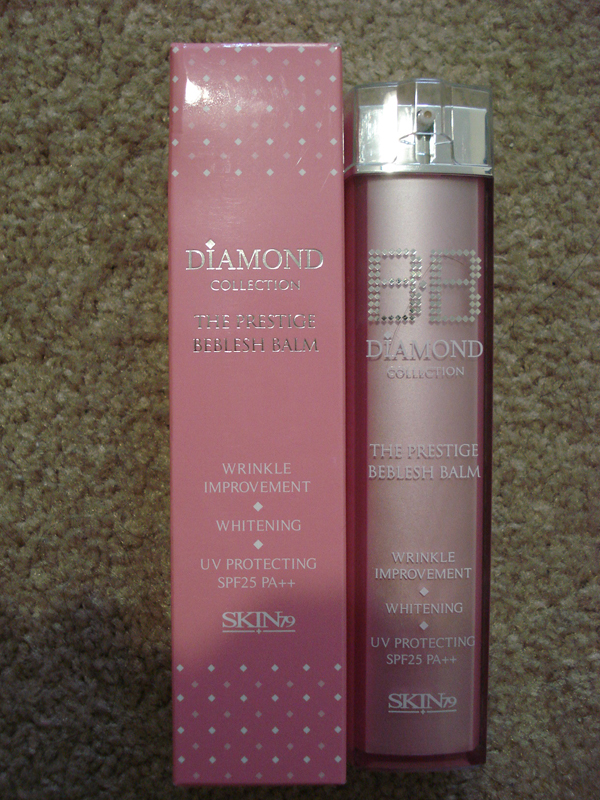 DIAMOND
COLLECTION
THE PRESTIGE
BEBLESH BALM
WRINKLE
IMPROVEMENT
WHITENING
UV PROTECTING
SPF25 PA++
SKIN79
B·B
DIAMOND
COLLECTION
THE PRESTIGE
BEBLESH BALM
WRINKLE
IMPROVEMENT
WHITENING
UV PROTECTING
SPF25 PA++
SKIN79